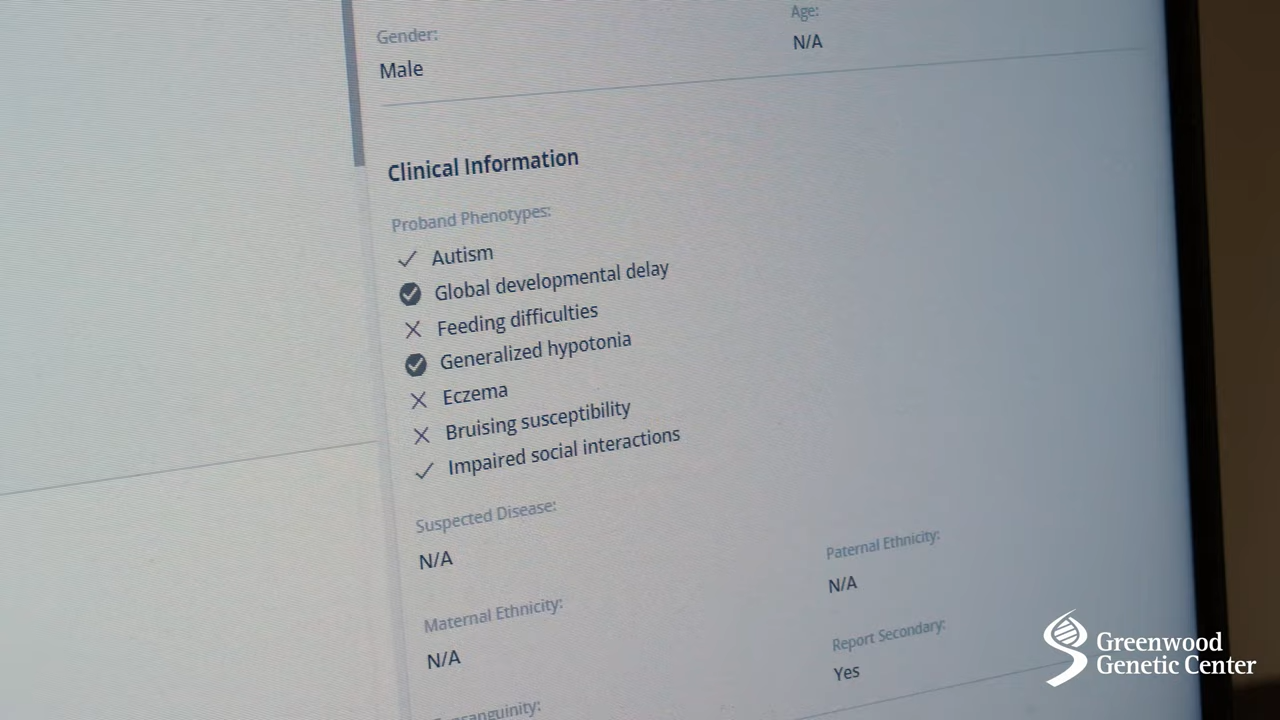 Gender:
Male
Age:
N/A
Clinical Information
Proband Phenotypes:
Autism
Global developmental delay
Feeding difficulties
Generalized hypotonia
Eczema
Bruising susceptibility
Impaired social interactions
Suspected Disease:
N/A
Paternal Ethnicity:
N/A
Maternal Ethnicity:
N/A
Report Secondary:
Yes
Greenwood
Genetic Center